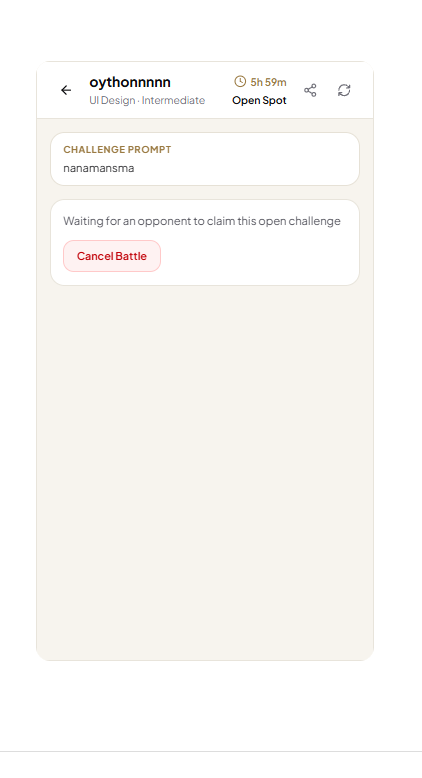 oythonnnnn
5h 59m
UI Design · Intermediate
Open Spot
CHALLENGE PROMPT
nanamansma
Waiting for an opponent to claim this open challenge
Cancel Battle